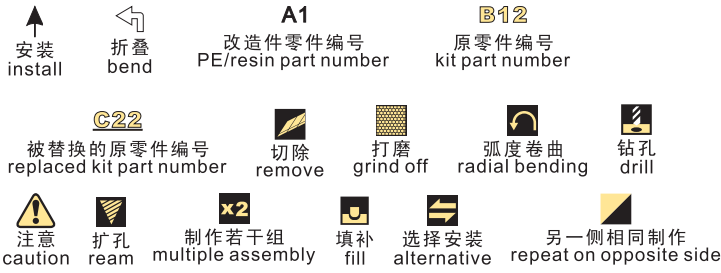 A1
B12
安装
install
折叠
bend
改造件零件编号
PE/resin part number
原零件编号
kit part number
C22
被替换的原零件编号
replaced kit part number
切除
remove
打磨
grind off
弧度卷曲
radial bending
钻孔
drill
注意
caution
扩孔
ream
x2
制作若干组
multiple assembly
填补
fill
选择安装
alternative
另一侧相同制作
repeat on opposite side